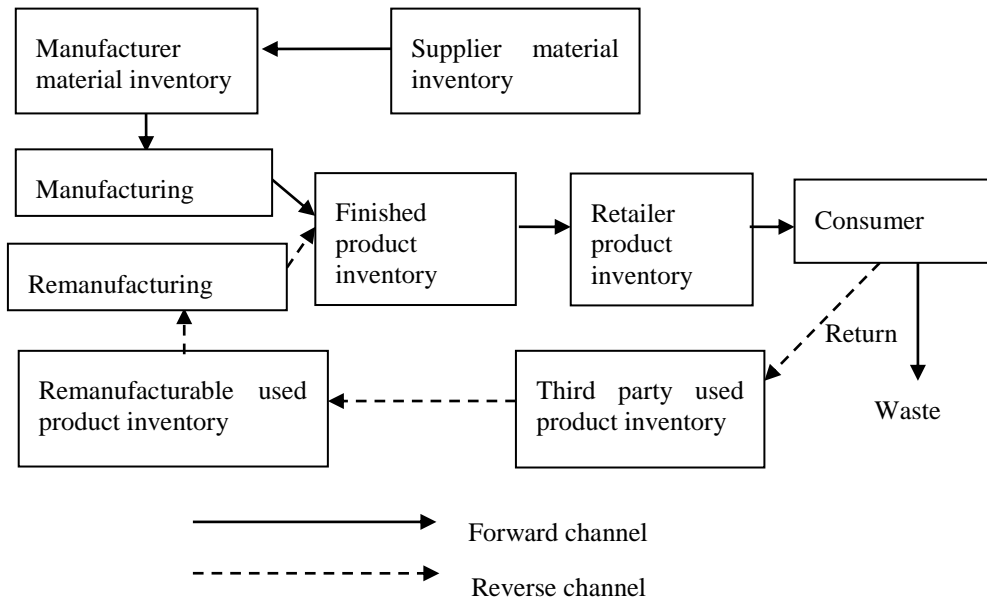 Manufacturer
material inventory
Supplier material
inventory
Manufacturing
Finished
product
inventory
Retailer
product
inventory
Consumer
Remanufacturing
Return
Remanufacturable used
product inventory
Third party used
product inventory
Waste
Forward channel
Reverse channel